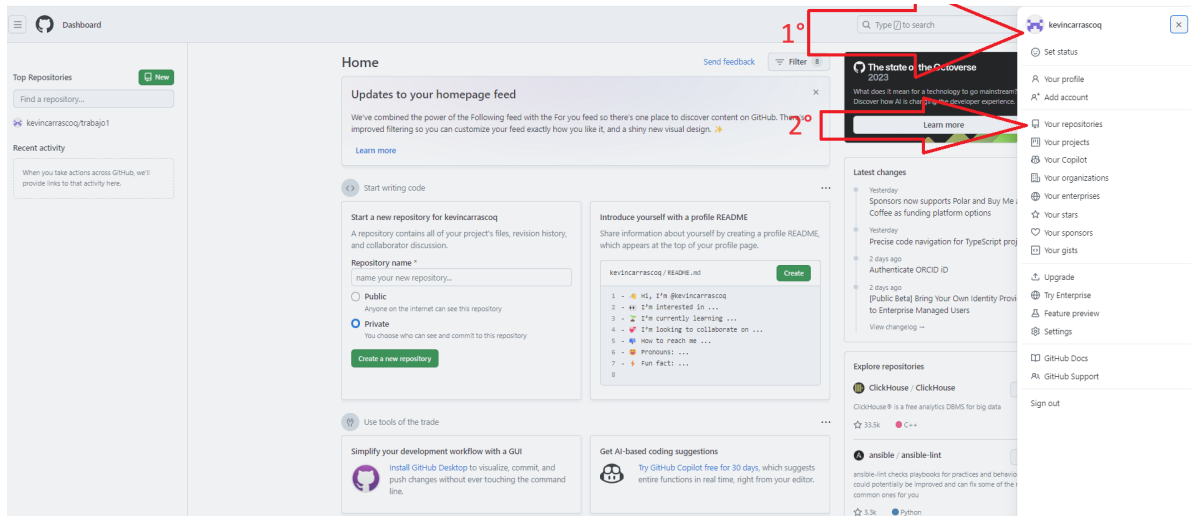 Dashboard
Type / to search
1°
kevincarrascoq
Set status
Your profile
Add account
2°
Your repositories
Your projects
Your Copilot
Your organizations
Your enterprises
Your stars
Your sponsors
Your gists
Upgrade
Try Enterprise
Feature preview
Settings
GitHub Docs
GitHub Support
Sign out
Top Repositories
New
Find a repository...
kevincarrascoq/trabajo1
Recent activity
When you take actions across GitHub, we'll
provide links to that activity here.
Home
Send feedback
Filter 8
Updates to your homepage feed
We've combined the power of the Following feed with the For you feed so there's one place to discover content on GitHub. There's
improved filtering so you can customize your feed exactly how you like it, and a shiny new visual design. ✨
Learn more
Start writing code
Start a new repository for kevincarrascoq
A repository contains all of your project's files, revision history,
and collaborator discussion.
Repository name *
name your new repository...
Public
Anyone on the internet can see this repository
Private
You choose who can see and commit to this repository
Create a new repository
Introduce yourself with a profile README
Share information about yourself by creating a profile README,
which appears at the top of your profile page.
kevincarrascoq / README.md
Create
1 - 👋 Hi, I'm @kevincarrascoq
2 - 👀 I'm interested in ...
3 - 🌱 I'm currently learning ...
4 - 💞️ I'm looking to collaborate on ...
5 - 📫 How to reach me ...
6 - 😄 Pronouns: ...
7 - ⚡ Fun fact: ...
8
Use tools of the trade
Simplify your development workflow with a GUI
Install GitHub Desktop to visualize, commit, and
push changes without ever touching the command
line.
Get AI-based coding suggestions
Try GitHub Copilot free for 30 days, which suggests
entire functions in real time, right from your editor.
The state of the Octoverse
2023
What does it mean for a technology to go mainstream?
Discover how AI is changing the developer experience.
Learn more
Latest changes
Yesterday
Sponsors now supports Polar and Buy Me a
Coffee as funding platform options
Yesterday
Precise code navigation for TypeScript proj
2 days ago
Authenticate ORCID iD
2 days ago
[Public Beta] Bring Your Own Identity Provi
to Enterprise Managed Users
View changelog →
Explore repositories
ClickHouse / ClickHouse
ClickHouse® is a free analytics DBMS for big data
33.5k C++
ansible / ansible-lint
ansible-lint checks playbooks for practices and behavio
could potentially be improved and can fix some of the
common ones for you
3.3k Python